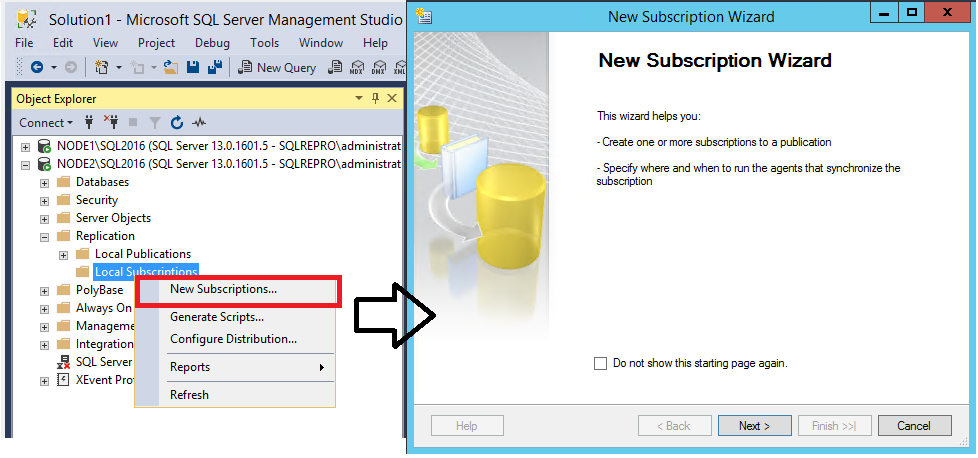 Solution1 - Microsoft SQL Server Management Studio
File Edit View Project Debug Tools Window Help
New Query MDX DMX XML
Object Explorer
Connect
NODE1\SQL2016 (SQL Server 13.0.1601.5 - SQLREPRO\administrat
NODE2\SQL2016 (SQL Server 13.0.1601.5 - SQLREPRO\administrat
Databases
Security
Server Objects
Replication
Local Publications
Local Subscriptions
PolyBase
Always On
Manageme
Integration
SQL Server
XEvent Pro
New Subscriptions...
Generate Scripts...
Configure Distribution...
Reports
Refresh
New Subscription Wizard
New Subscription Wizard
This wizard helps you:
- Create one or more subscriptions to a publication
- Specify where and when to run the agents that synchronize the
subscription
Do not show this starting page again.
Help < Back Next > Finish >>| Cancel